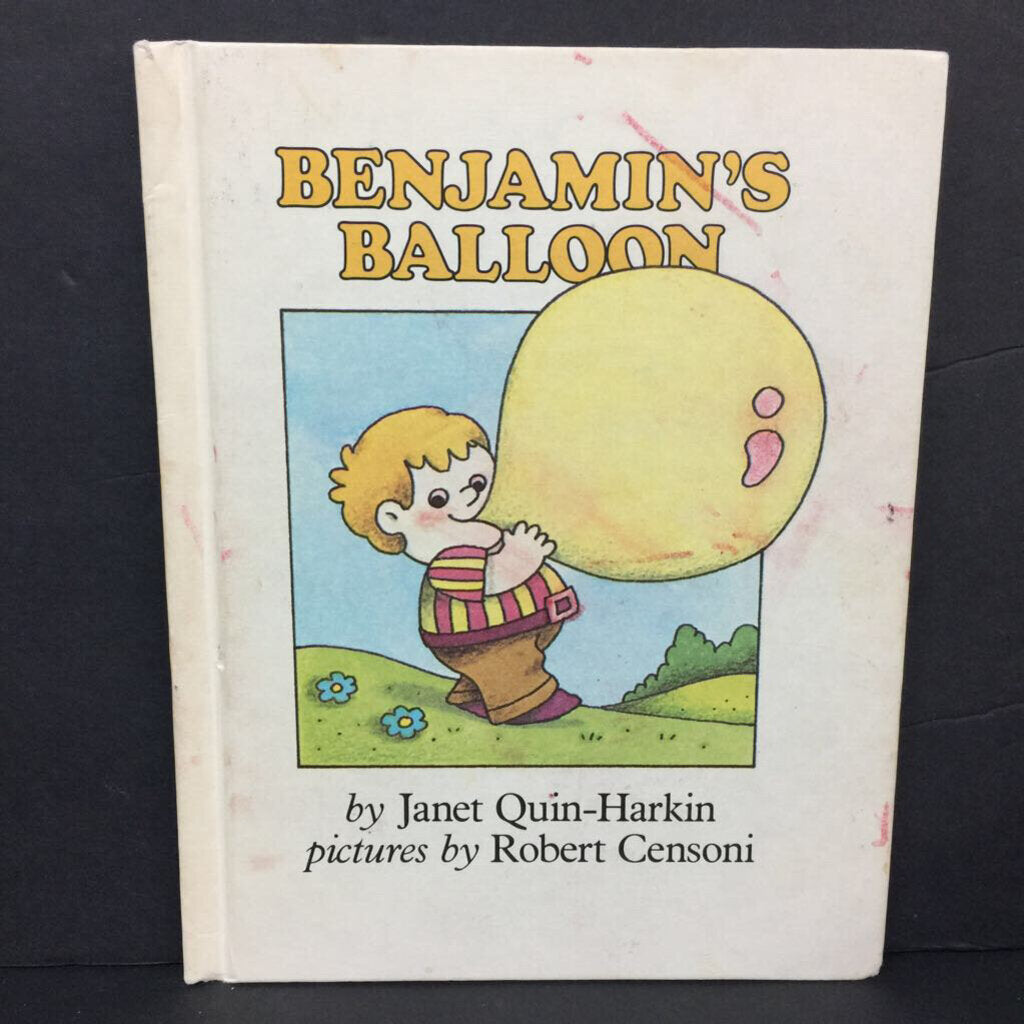 BENJAMIN'S
BALLOON
by Janet Quin-Harkin
pictures by Robert Censoni